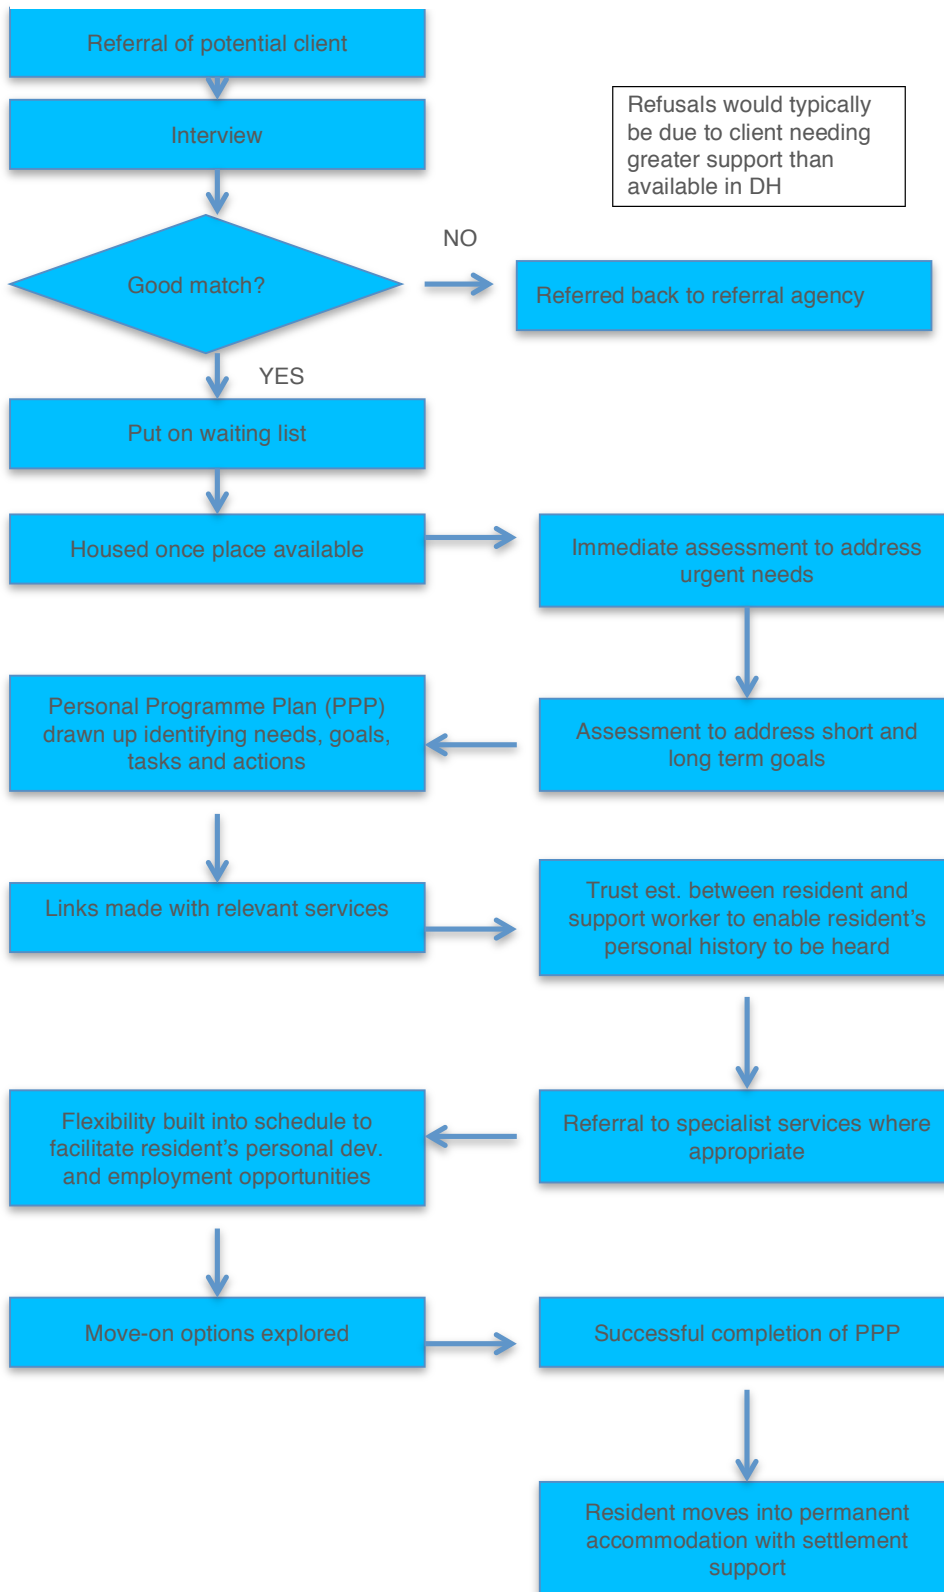 Referral of potential client
Interview
Refusals would typically
be due to client needing
greater support than
available in DH
Good match?
NO
Referred back to referral agency
YES
Put on waiting list
Housed once place available
Immediate assessment to address
urgent needs
Assessment to address short and
long term goals
Personal Programme Plan (PPP)
drawn up identifying needs, goals,
tasks and actions
Links made with relevant services
Trust est. between resident and
support worker to enable resident’s
personal history to be heard
Referral to specialist services where
appropriate
Flexibility built into schedule to
facilitate resident’s personal dev.
and employment opportunities
Move-on options explored
Successful completion of PPP
Resident moves into permanent
accommodation with settlement
support